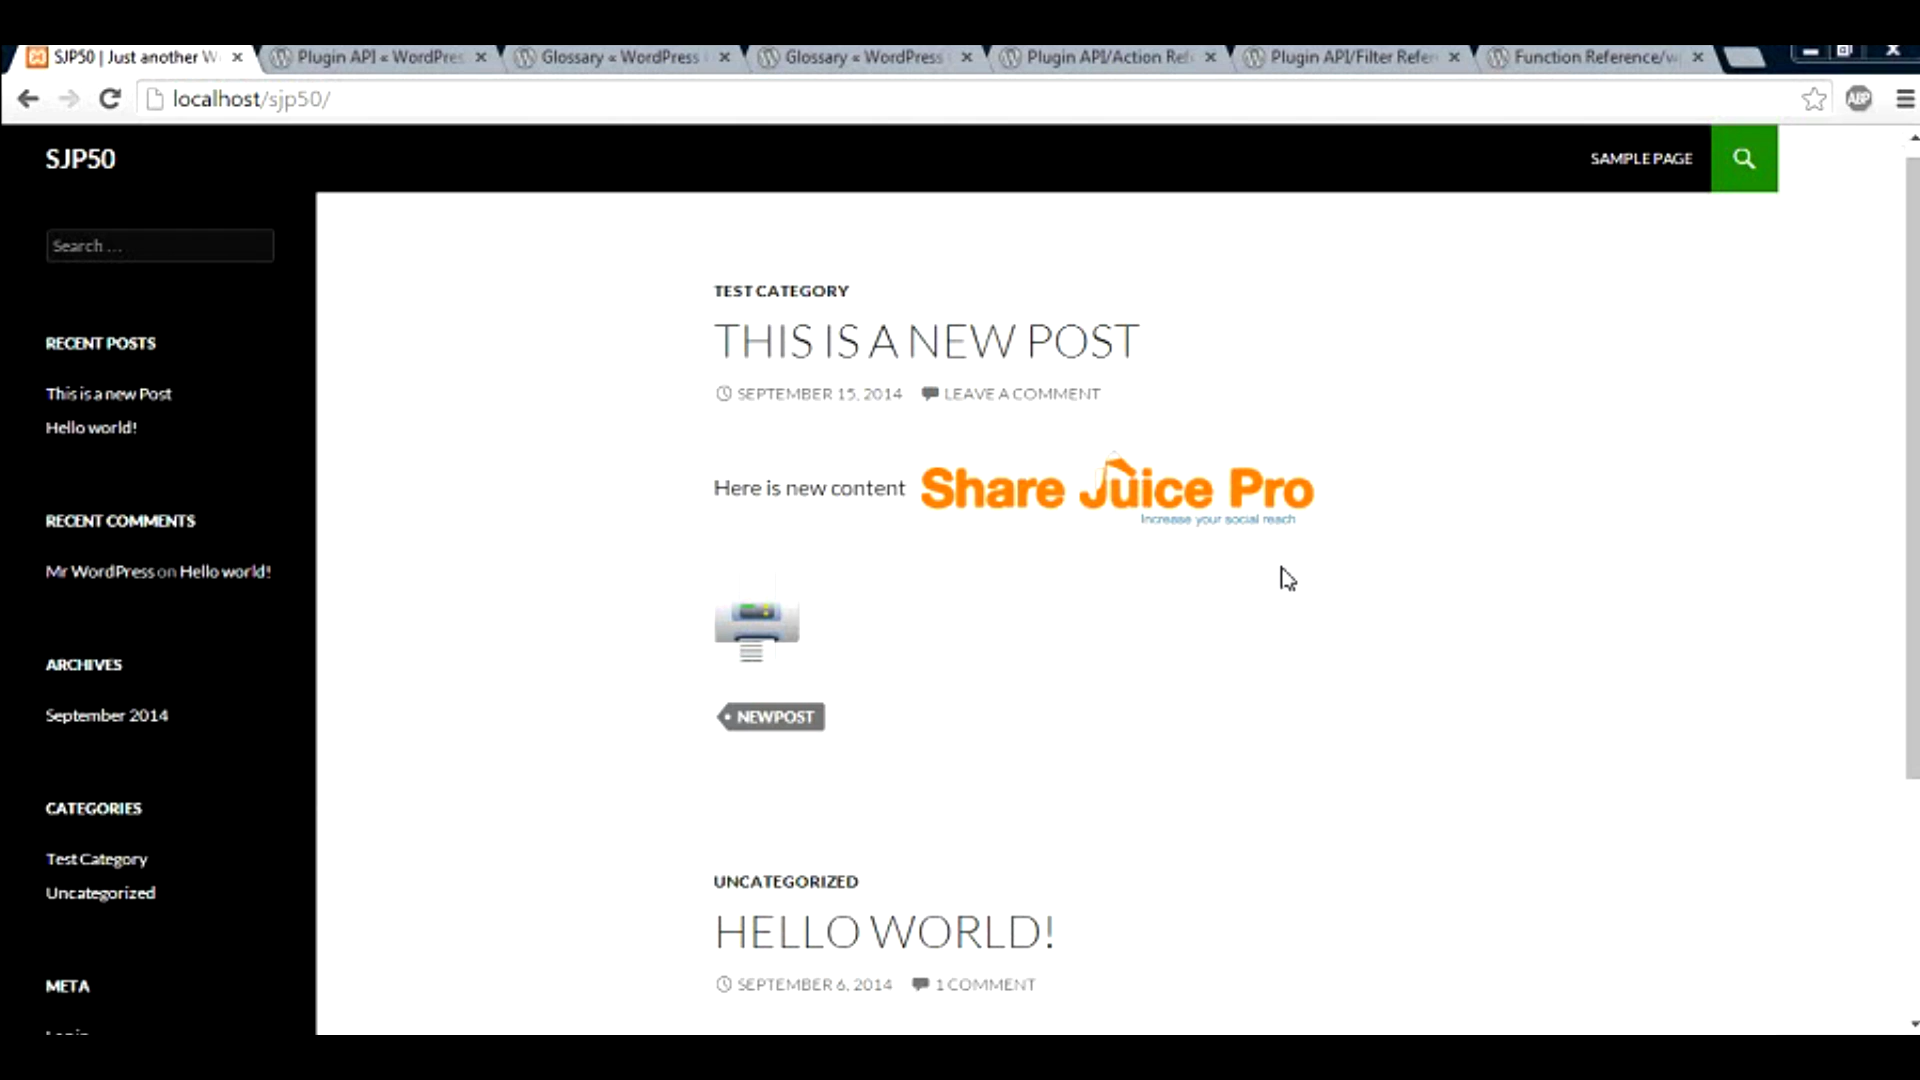 SJP50 | Just another W
Plugin API « WordPres
Glossary « WordPress
Glossary « WordPress
Plugin API/Action Ref
Plugin API/Filter Refer
Function Reference/w
localhost/sjp50/
ABP
SJP50
SAMPLE PAGE
Search ...
RECENT POSTS
This is a new Post
Hello world!
RECENT COMMENTS
Mr WordPress on Hello world!
ARCHIVES
September 2014
CATEGORIES
Test Category
Uncategorized
META
Login
TEST CATEGORY
THIS IS A NEW POST
SEPTEMBER 15, 2014 LEAVE A COMMENT
Here is new content Share Juice Pro
Increase your social reach
NEWPOST
UNCATEGORIZED
HELLO WORLD!
SEPTEMBER 6, 2014 1 COMMENT